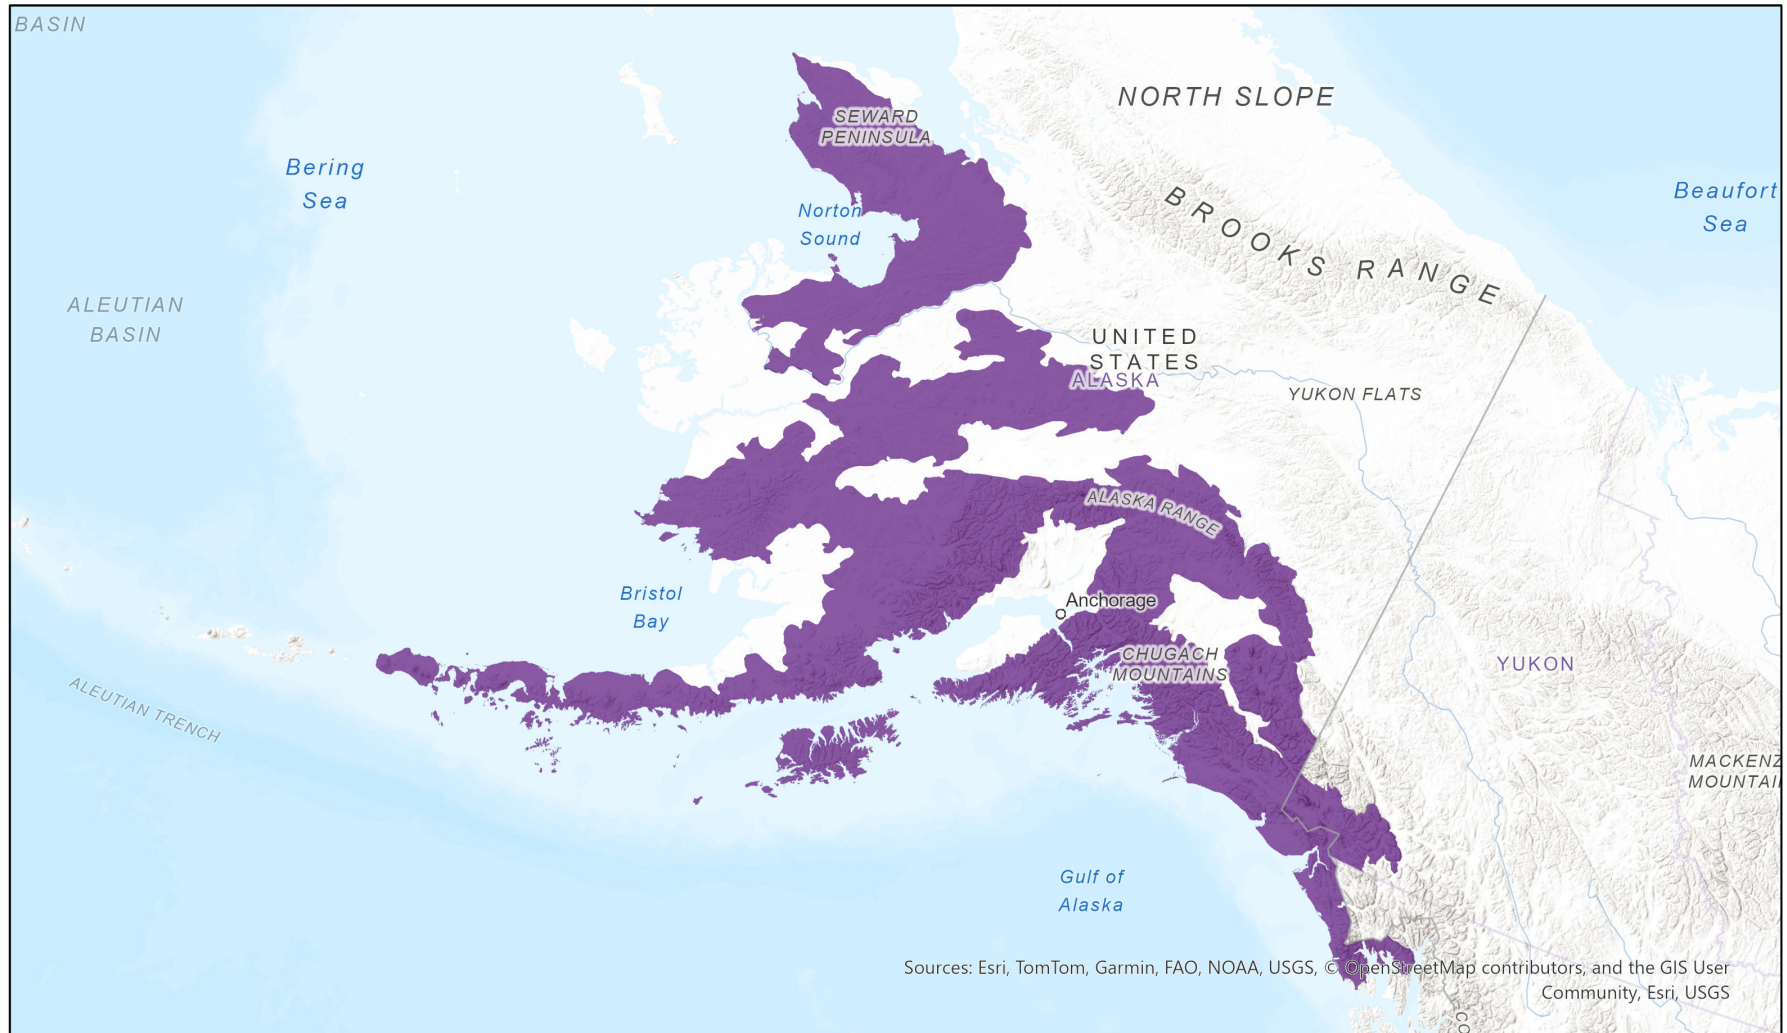 BASIN
NORTH SLOPE
SEWARD
PENINSULA
Bering
Sea
Beaufort
Sea
Norton
Sound
BROOKS RANGE
ALEUTIAN
BASIN
UNITED
STATES
ALASKA
YUKON FLATS
ALASKA RANGE
Bristol
Bay
Anchorage
CHUGACH
MOUNTAINS
YUKON
ALEUTIAN TRENCH
MACKENZ
MOUNTAI
Gulf of
Alaska
Sources: Esri, TomTom, Garmin, FAO, NOAA, USGS, © OpenStreetMap contributors, and the GIS User
Community, Esri, USGS
CO